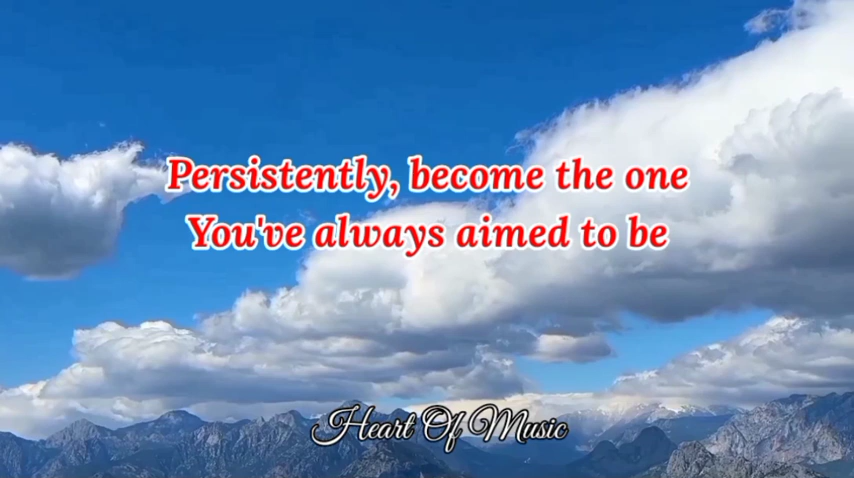 Persistently, become the one
You've always aimed to be
Heart Of Music